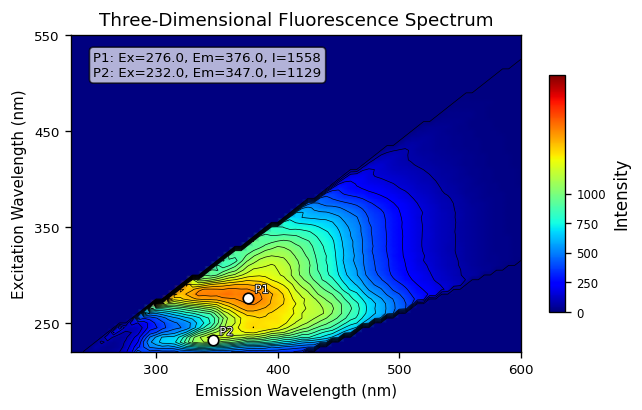 Three-Dimensional Fluorescence Spectrum
P1: Ex=276.0, Em=376.0, I=1558
P2: Ex=232.0, Em=347.0, I=1129
550
450
350
250
Excitation Wavelength (nm)
P1
P2
300
400
500
600
Emission Wavelength (nm)
1000
750
500
250
0
Intensity